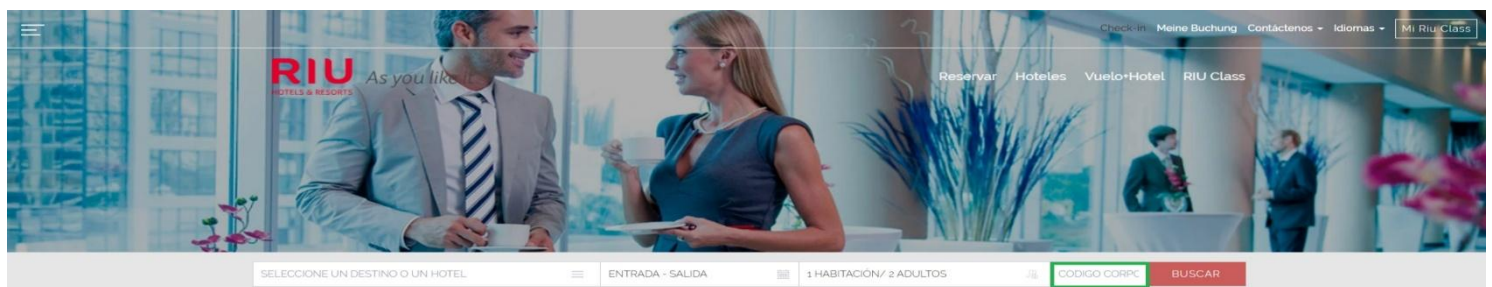 Check-in Meine Buchung Contáctenos Idiomas Mi Riu Class
RIU As you like it
HOTELS & RESORTS
Reservar Hoteles Vuelo+Hotel RIU Class
SELECCIONE UN DESTINO O UN HOTEL ENTRADA - SALIDA 1 HABITACIÓN/ 2 ADULTOS CODIGO CORPC BUSCAR